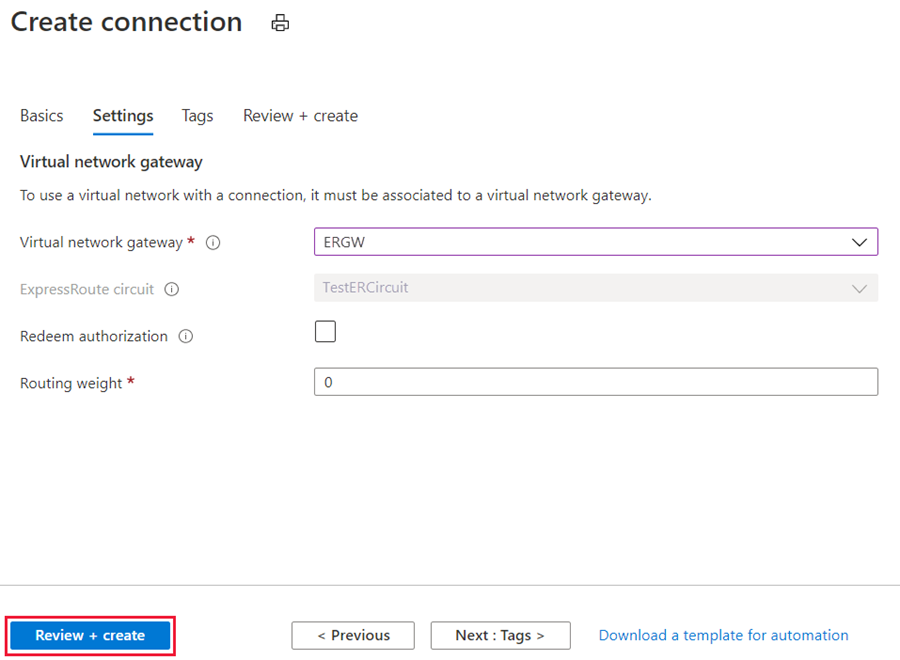 Create connection
Basics Settings Tags Review + create
Virtual network gateway
To use a virtual network with a connection, it must be associated to a virtual network gateway.
Virtual network gateway * ERGW
ExpressRoute circuit TestERCircuit
Redeem authorization
Routing weight * 0
Review + create < Previous Next : Tags > Download a template for automation